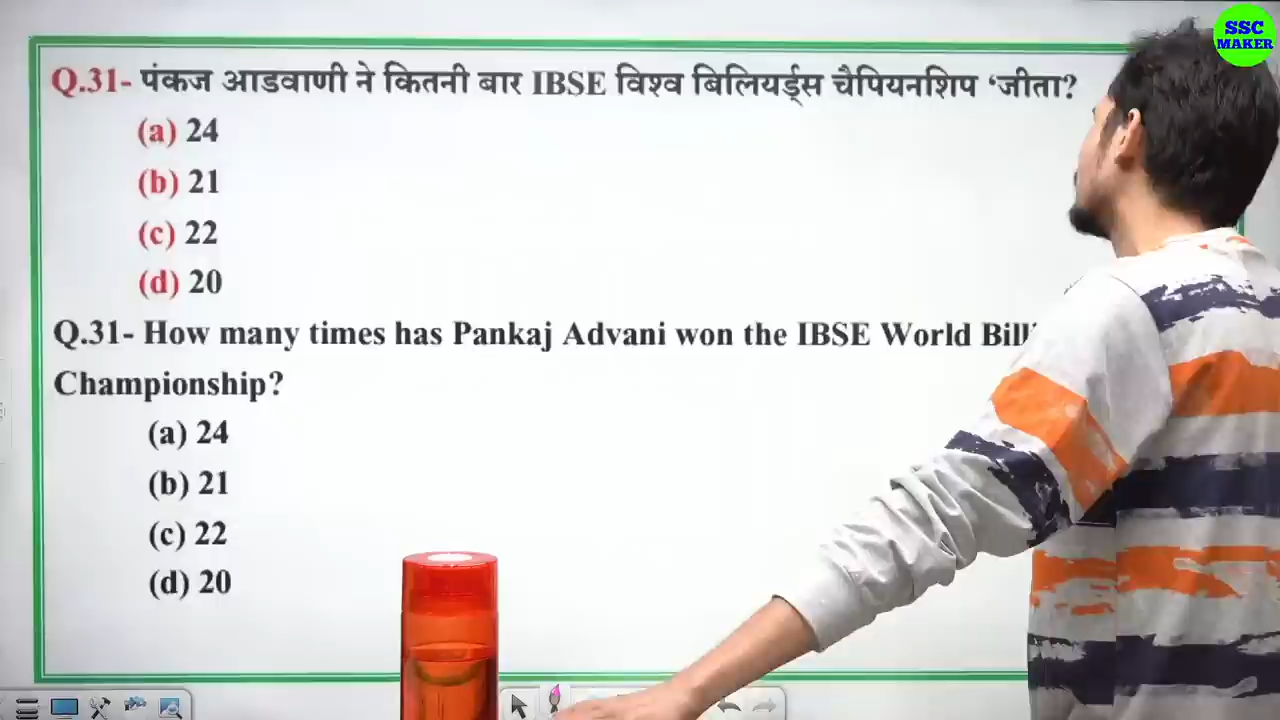 SSC
MAKER
Q.31- पंकज आडवाणी ने कितनी बार IBSE विश्व बिलियर्ड्स चैपियनशिप ‘जीता?
(a) 24
(b) 21
(c) 22
(d) 20
Q.31- How many times has Pankaj Advani won the IBSE World
Championship?
(a) 24
(b) 21
(c) 22
(d) 20